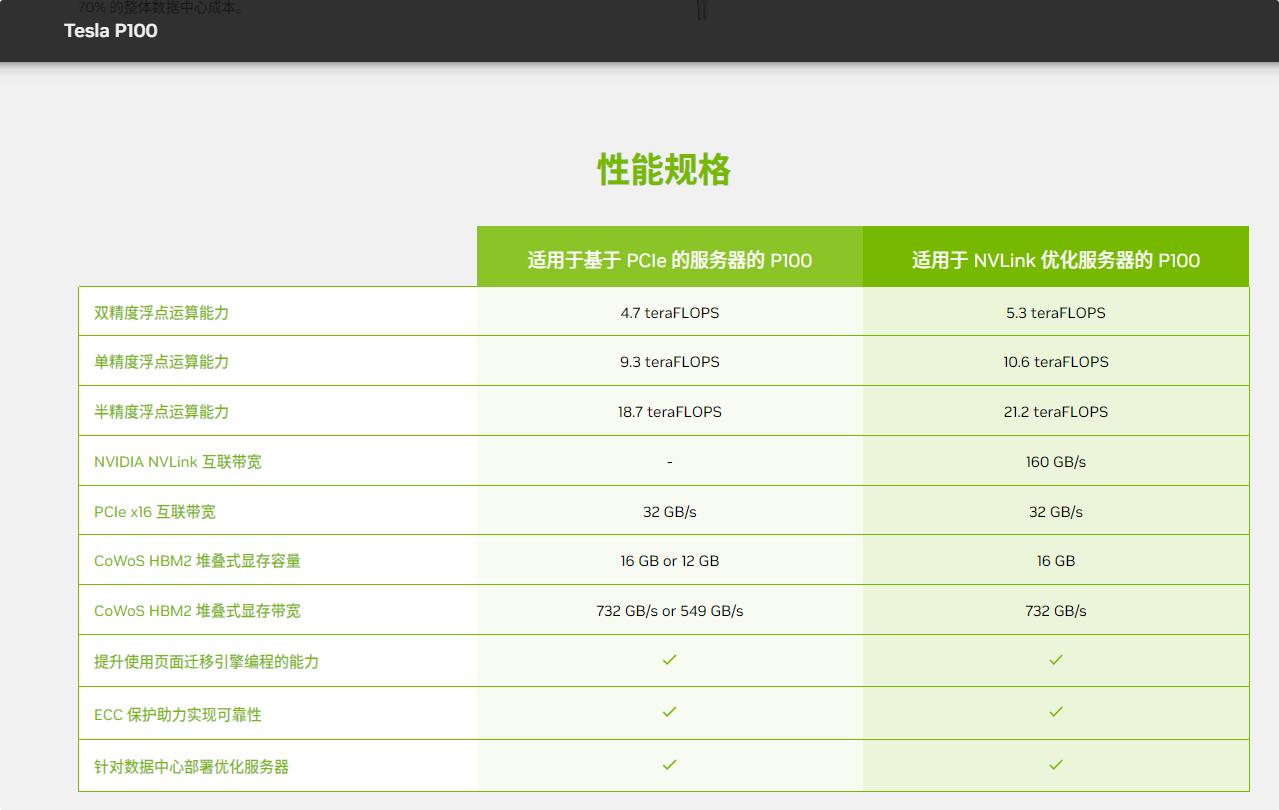 70% 的整体数据中心成本。
Tesla P100
性能规格
适用于基于 PCIe 的服务器的 P100 适用于 NVLink 优化服务器的 P100
双精度浮点运算能力 4.7 teraFLOPS 5.3 teraFLOPS
单精度浮点运算能力 9.3 teraFLOPS 10.6 teraFLOPS
半精度浮点运算能力 18.7 teraFLOPS 21.2 teraFLOPS
NVIDIA NVLink 互联带宽 - 160 GB/s
PCIe x16 互联带宽 32 GB/s 32 GB/s
CoWoS HBM2 堆叠式显存容量 16 GB or 12 GB 16 GB
CoWoS HBM2 堆叠式显存带宽 732 GB/s or 549 GB/s 732 GB/s
提升使用页面迁移引擎编程的能力 ✓ ✓
ECC 保护助力实现可靠性 ✓ ✓
针对数据中心部署优化服务器 ✓ ✓